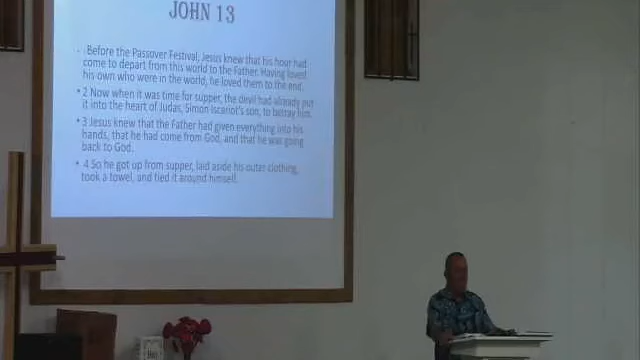 JOHN 13
- Before the Passover Festival, Jesus knew that his hour had
come to depart from this world to the Father. Having loved
his own who were in the world, he loved them to the end.
• 2 Now when it was time for supper, the devil had already put
it into the heart of Judas, Simon Iscariot's son, to betray him.
• 3 Jesus knew that the Father had given everything into his
hands, that he had come from God, and that he was going
back to God.
• 4 So he got up from supper, laid aside his outer clothing,
took a towel, and tied it around himself.